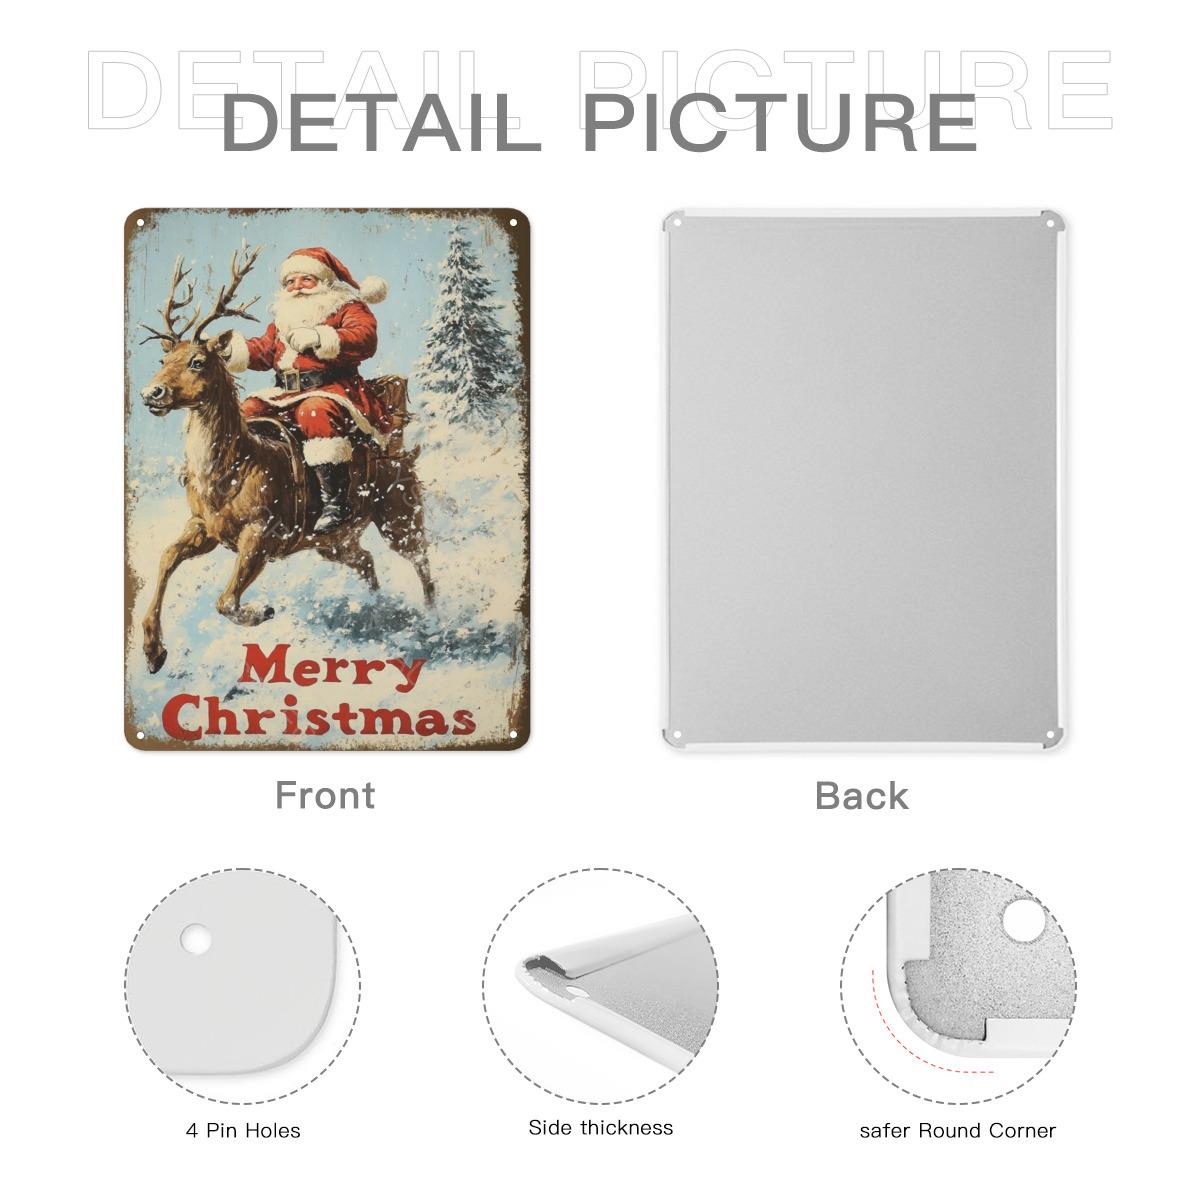 DETAIL PICTURE
DETAIL PICTURE
Merry
Christmas
Front
Back
4 Pin Holes
Side thickness
safer Round Corner